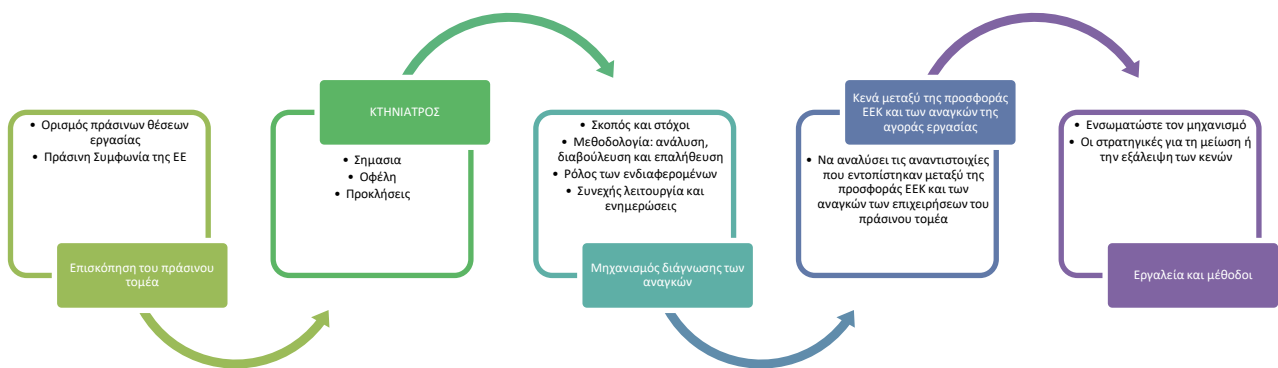 • Ορισμός πράσινων θέσεων
εργασίας
• Πράσινη Συμφωνία της ΕΕ
Επισκόπηση του πράσινου
τομέα
ΚΤΗΝΙΑΤΡΟΣ
• Σημασια
• Οφέλη
• Προκλήσεις
• Σκοπός και στόχοι
• Μεθοδολογία: ανάλυση,
διαβούλευση και επαλήθευση
• Ρόλος των ενδιαφερομένων
• Συνεχής λειτουργία και
ενημερώσεις
Μηχανισμός διάγνωσης των
αναγκών
Κενά μεταξύ της προσφοράς
ΕΕΚ και των αναγκών της
αγοράς εργασίας
• Να αναλύσει τις αναντιστοιχίες
που εντοπίστηκαν μεταξύ της
προσφοράς ΕΕΚ και των
αναγκών των επιχειρήσεων του
πράσινου τομέα
• Ενσωματώστε τον μηχανισμό
• Οι στρατηγικές για τη μείωση ή
την εξάλειψη των κενών
Εργαλεία και μέθοδοι